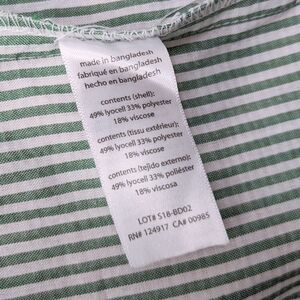 made in bangladesh
fabriqué en bangladesh
hecho en bangladesh
contents (shell):
49% lyocell 33% polyester
18% viscose
contents (tissu extérieur):
49% lyocell 33% polyester
18% viscose
contents (tejido externo):
49% lyocell 33% poliéster
18% viscosa
LOT# S18-BD02
RN# 124917 CA# 00985